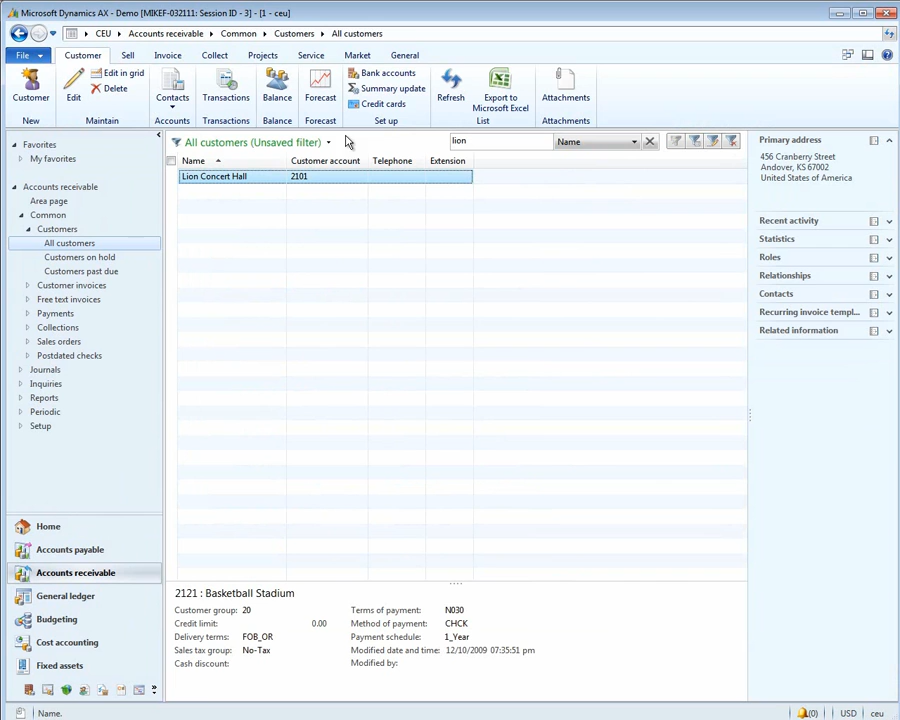 Microsoft Dynamics AX - Demo [MIKEF-032111: Session ID - 3] - [1 - ceu]
CEU Accounts receivable Common Customers All customers
File Customer Sell Invoice Collect Projects Service Market General
Customer
New
Edit
Edit in grid
Delete
Maintain
Contacts
Accounts
Transactions
Transactions
Balance
Balance
Forecast
Forecast
Bank accounts
Summary update
Credit cards
Set up
Refresh
Export to
Microsoft Excel
List
Attachments
Attachments
Favorites
My favorites
Accounts receivable
Area page
Common
Customers
All customers
Customers on hold
Customers past due
Customer invoices
Free text invoices
Payments
Collections
Sales orders
Postdated checks
Journals
Inquiries
Reports
Periodic
Setup
Home
Accounts payable
Accounts receivable
General ledger
Budgeting
Cost accounting
Fixed assets
All customers (Unsaved filter)
lion Name
Name Customer account Telephone Extension
Lion Concert Hall 2101
2121 : Basketball Stadium
Customer group: 20
Credit limit: 0.00
Delivery terms: FOB_OR
Sales tax group: No-Tax
Cash discount:
Terms of payment: N030
Method of payment: CHCK
Payment schedule: 1_Year
Modified date and time: 12/10/2009 07:35:51 pm
Modified by:
Primary address
456 Cranberry Street
Andover, KS 67002
United States of America
Recent activity
Statistics
Roles
Relationships
Contacts
Recurring invoice templ...
Related information
Name.
(0) USD ceu